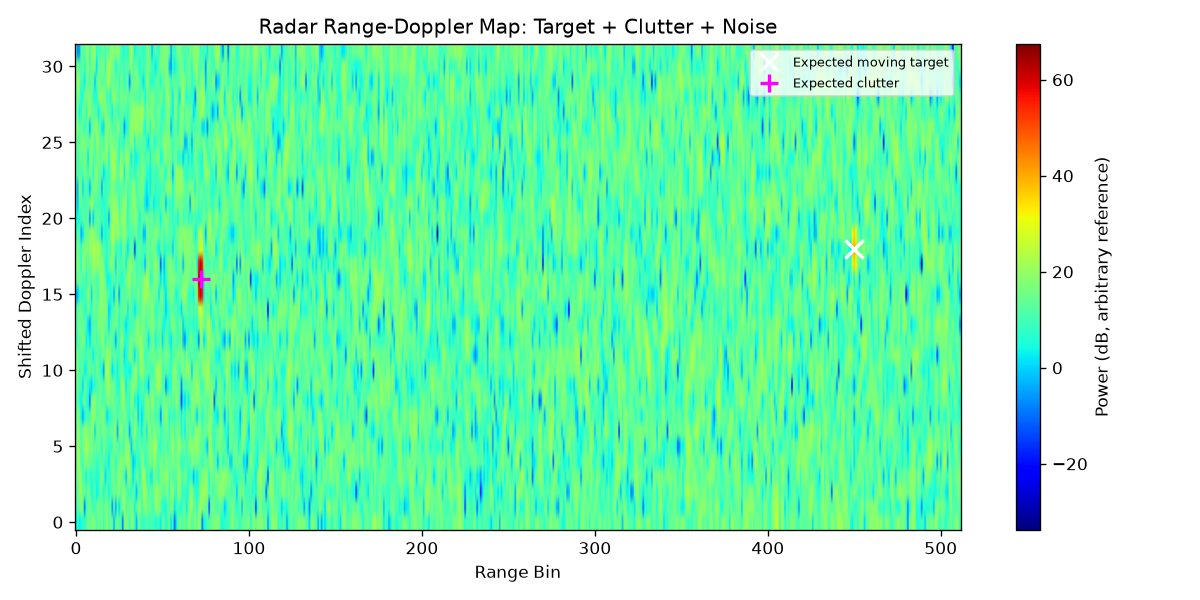 Radar Range-Doppler Map: Target + Clutter + Noise
Expected moving target
Expected clutter
30
25
20
15
10
5
0
Shifted Doppler Index
0 100 200 300 400 500
Range Bin
60
40
20
0
−20
Power (dB, arbitrary reference)